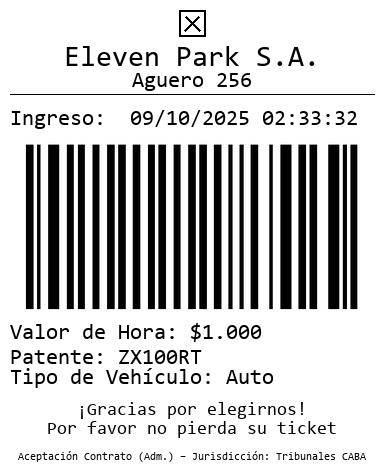 Eleven Park S.A.
Aguero 256
Ingreso: 09/10/2025 02:33:32
Valor de Hora: $1.000
Patente: ZX100RT
Tipo de Vehículo: Auto
¡Gracias por elegirnos!
Por favor no pierda su ticket
Aceptación Contrato (Adm.) – Jurisdicción: Tribunales CABA